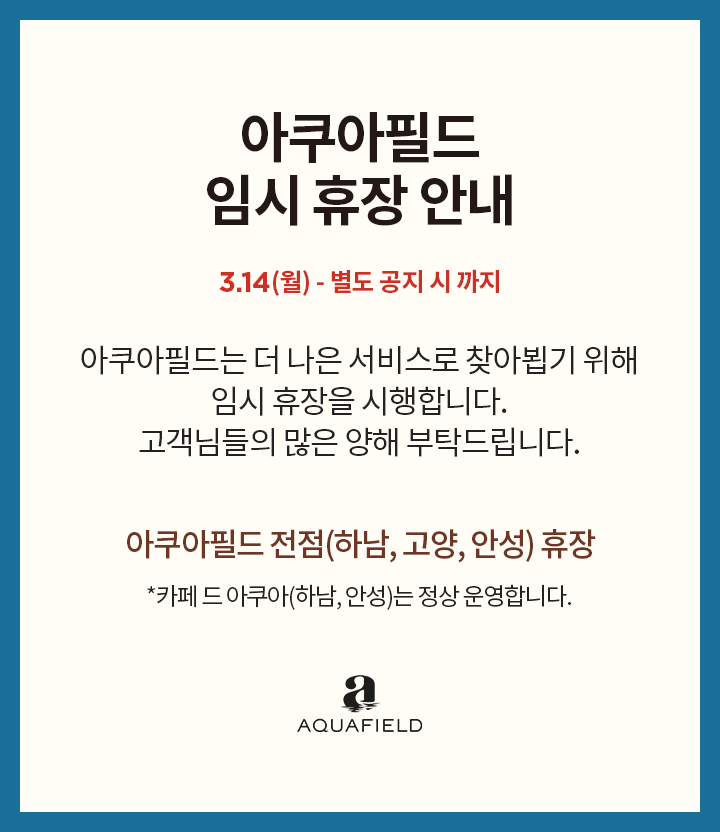 아쿠아필드
임시 휴장 안내
3.14(월) - 별도 공지 시 까지
아쿠아필드는 더 나은 서비스로 찾아뵙기 위해
임시 휴장을 시행합니다.
고객님들의 많은 양해 부탁드립니다.
아쿠아필드 전점(하남, 고양, 안성) 휴장
*카페 드 아쿠아(하남, 안성)는 정상 운영합니다.
a
AQUAFIELD